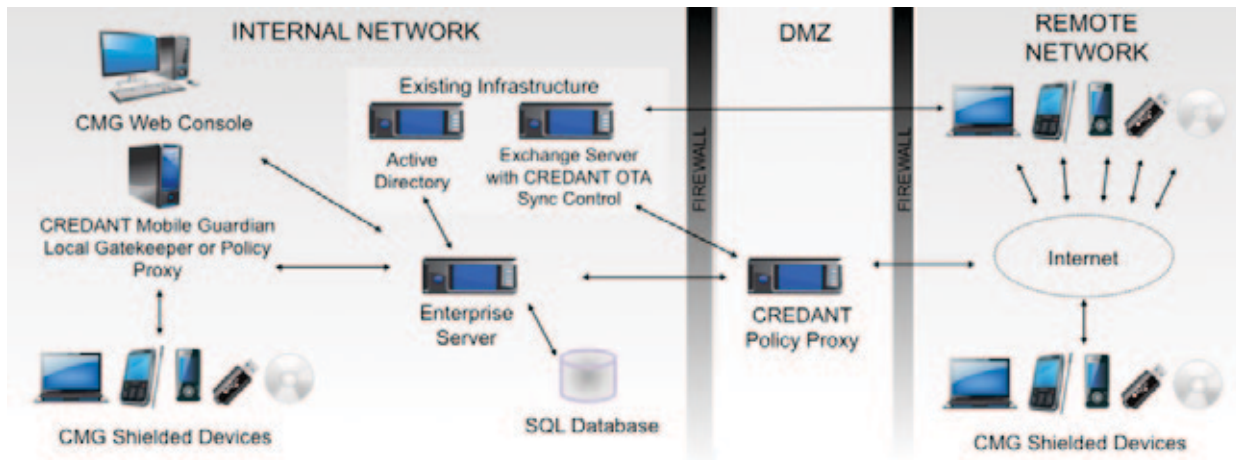 INTERNAL NETWORK
DMZ
REMOTE
NETWORK
Existing Infrastructure
CMG Web Console
Active
Directory
Exchange Server
with CREDANT OTA
Sync Control
FIREWALL
FIREWALL
CREDANT Mobile Guardian
Local Gatekeeper or Policy
Proxy
Internet
Enterprise
Server
CREDANT
Policy Proxy
SQL Database
CMG Shielded Devices
CMG Shielded Devices